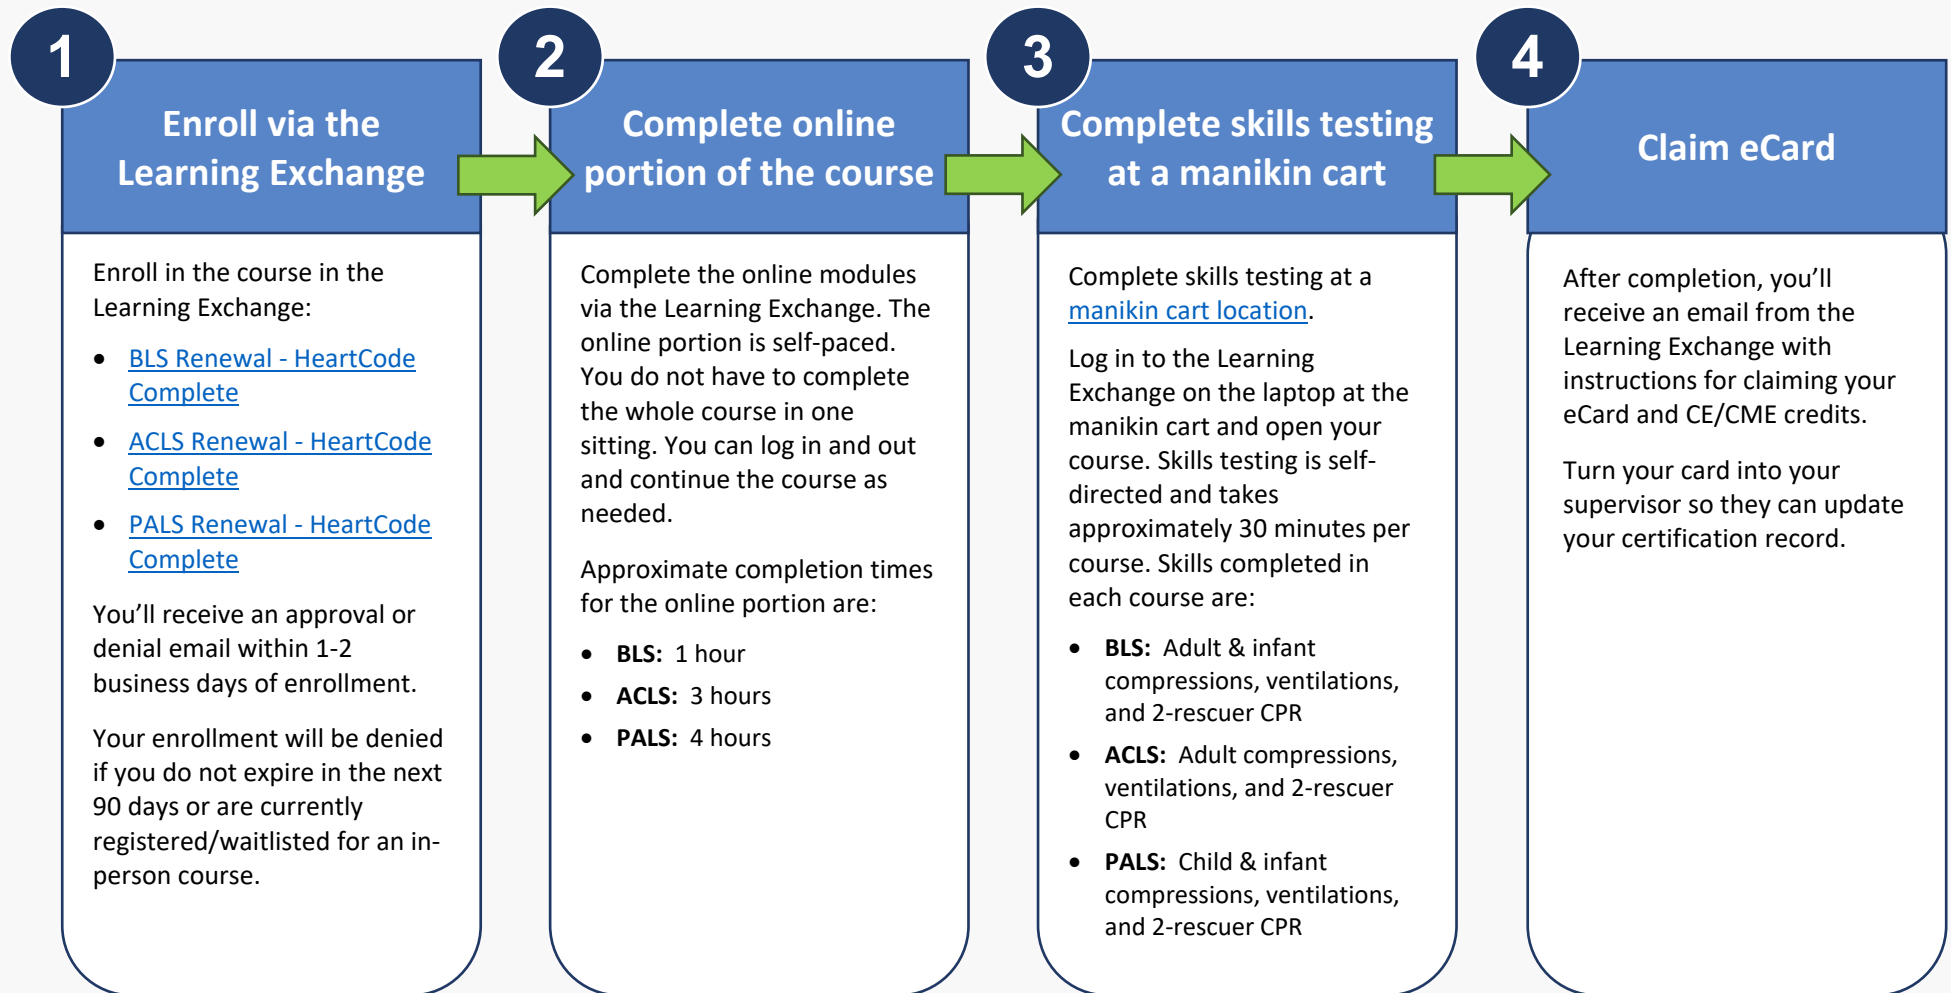 1
Enroll via the
Learning Exchange
Enroll in the course in the
Learning Exchange:
• BLS Renewal - HeartCode
Complete
• ACLS Renewal - HeartCode
Complete
• PALS Renewal - HeartCode
Complete
You’ll receive an approval or
denial email within 1-2
business days of enrollment.
Your enrollment will be denied
if you do not expire in the next
90 days or are currently
registered/waitlisted for an in-
person course.
2
Complete online
portion of the course
Complete the online modules
via the Learning Exchange. The
online portion is self-paced.
You do not have to complete
the whole course in one
sitting. You can log in and out
and continue the course as
needed.
Approximate completion times
for the online portion are:
• BLS: 1 hour
• ACLS: 3 hours
• PALS: 4 hours
3
Complete skills testing
at a manikin cart
Complete skills testing at a
manikin cart location.
Log in to the Learning
Exchange on the laptop at the
manikin cart and open your
course. Skills testing is self-
directed and takes
approximately 30 minutes per
course. Skills completed in
each course are:
• BLS: Adult & infant
compressions, ventilations,
and 2-rescuer CPR
• ACLS: Adult compressions,
ventilations, and 2-rescuer
CPR
• PALS: Child & infant
compressions, ventilations,
and 2-rescuer CPR
4
Claim eCard
After completion, you’ll
receive an email from the
Learning Exchange with
instructions for claiming your
eCard and CE/CME credits.
Turn your card into your
supervisor so they can update
your certification record.